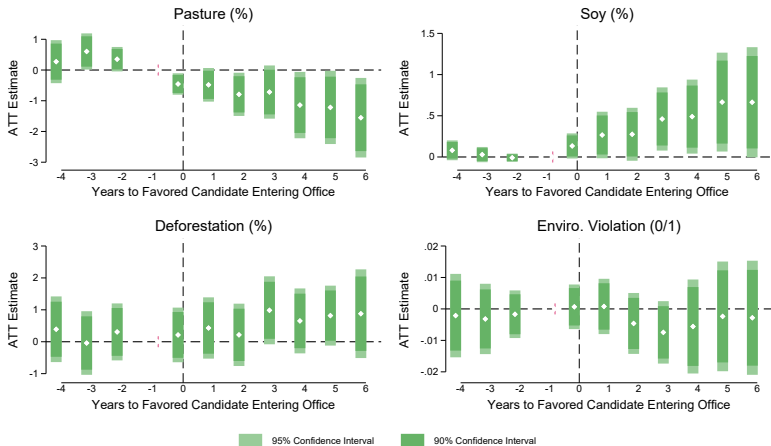 Pasture (%)
ATT Estimate
1
0
-1
-2
-3
-4 -3 -2 -1 0 1 2 3 4 5 6
Years to Favored Candidate Entering Office
Soy (%)
ATT Estimate
1.5
1
.5
0
-4 -3 -2 -1 0 1 2 3 4 5 6
Years to Favored Candidate Entering Office
Deforestation (%)
ATT Estimate
3
2
1
0
-1
-4 -3 -2 -1 0 1 2 3 4 5 6
Years to Favored Candidate Entering Office
Enviro. Violation (0/1)
ATT Estimate
.02
.01
0
-.01
-.02
-4 -3 -2 -1 0 1 2 3 4 5 6
Years to Favored Candidate Entering Office
95% Confidence Interval 90% Confidence Interval